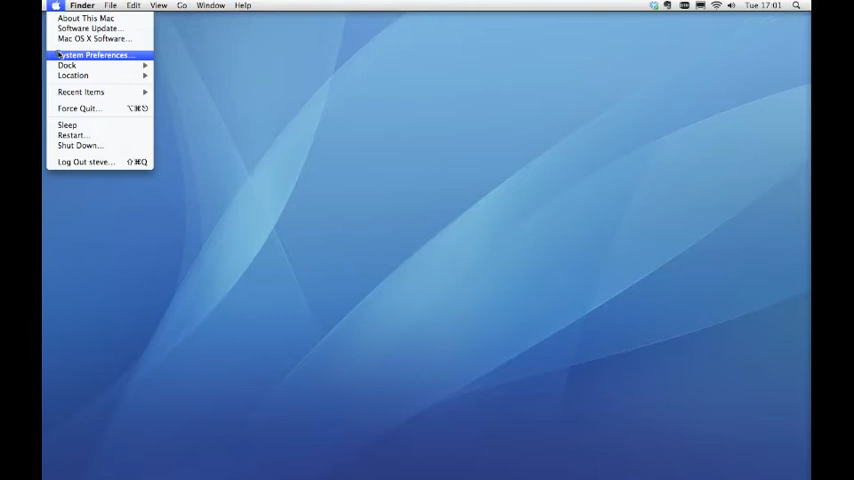 Finder File Edit View Go Window Help Tue 17:01
About This Mac
Software Update...
Mac OS X Software...
System Preferences...
Dock
Location
Recent Items
Force Quit... ⌥⌘⎋
Sleep
Restart...
Shut Down...
Log Out steve... ⇧⌘Q